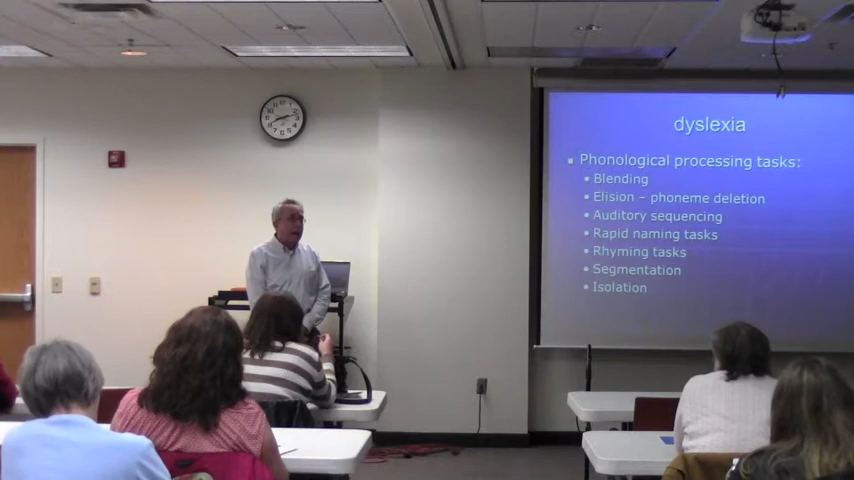 dyslexia
Phonological processing tasks:
Blending
Elision – phoneme deletion
Auditory sequencing
Rapid naming tasks
Rhyming tasks
Segmentation
Isolation